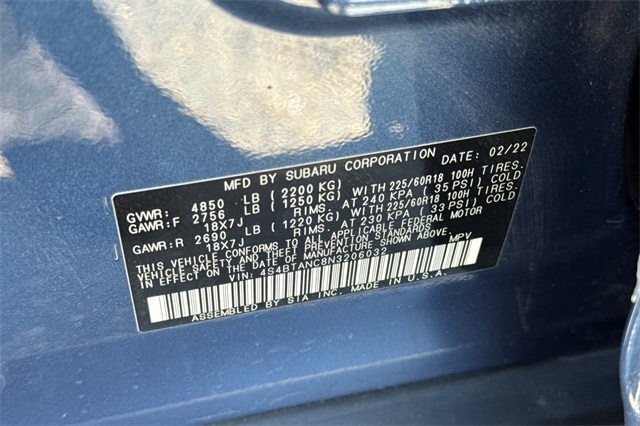 MFD BY SUBARU CORPORATION DATE: 02/22
GVWR: 4850 LB (2200 KG)
GAWR:F 2756 LB (1250 KG) WITH 225/60R18 100H TIRES,
18X7J RIMS, AT 240 KPA ( 35 PSI) COLD
GAWR:R 2690 LB (1220 KG) WITH 225/60R18 100H TIRES,
18X7J RIMS, AT 230 KPA ( 33 PSI) COLD
THIS VEHICLE CONFORMS TO ALL APPLICABLE FEDERAL MOTOR
VEHICLE SAFETY AND THEFT PREVENTION STANDARDS
IN EFFECT ON THE DATE OF MANUFACTURE SHOWN ABOVE.
VIN: 4S4BTANC8N3206032 MPV
ASSEMBLED BY SIA INC. MADE IN U.S.A.